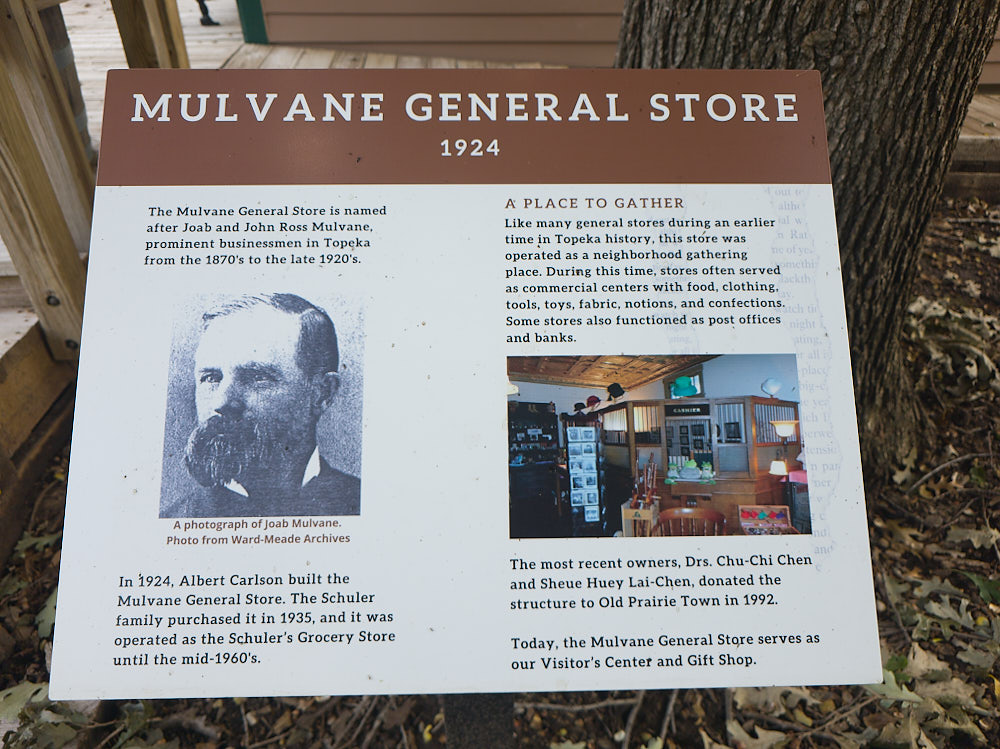 MULVANE GENERAL STORE
1924
The Mulvane General Store is named
after Joab and John Ross Mulvane,
prominent businessmen in Topeka
from the 1870's to the late 1920's.
A photograph of Joab Mulvane.
Photo from Ward-Meade Archives
In 1924, Albert Carlson built the
Mulvane General Store. The Schuler
family purchased it in 1935, and it was
operated as the Schuler's Grocery Store
until the mid-1960's.
A PLACE TO GATHER
Like many general stores during an earlier
time in Topeka history, this store was
operated as a neighborhood gathering
place. During this time, stores often served
as commercial centers with food, clothing,
tools, toys, fabric, notions, and confections.
Some stores also functioned as post offices
and banks.
CASHIER
The most recent owners, Drs. Chu-Chi Chen
and Sheue Huey Lai-Chen, donated the
structure to Old Prairie Town in 1992.
Today, the Mulvane General Store serves as
our Visitor's Center and Gift Shop.